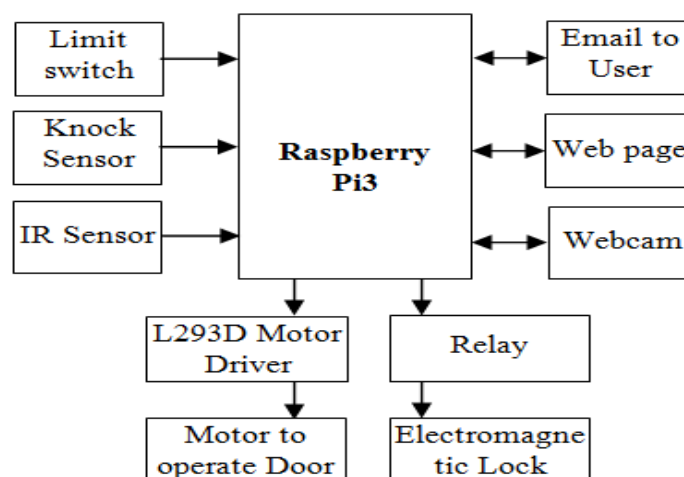 Limit
switch
Knock
Sensor
IR Sensor
Raspberry
Pi3
Email to
User
Web page
Webcam
L293D Motor
Driver
Relay
Motor to
operate Door
Electromagne
tic Lock